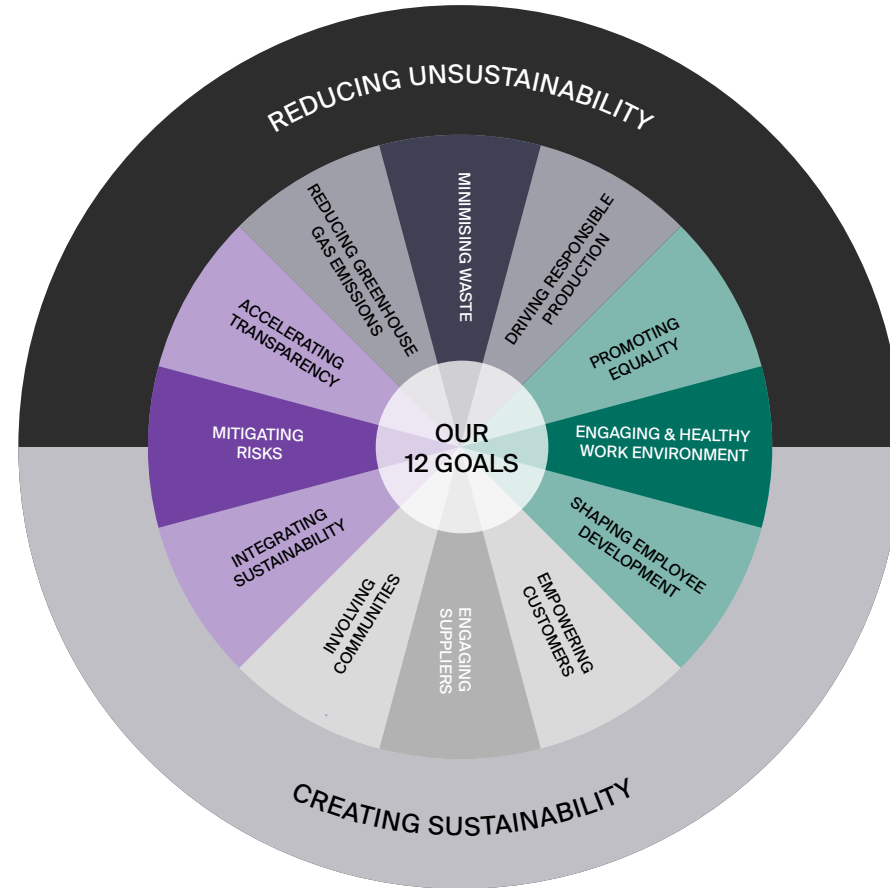 REDUCING UNSUSTAINABILITY
MINIMISING WASTE
DRIVING RESPONSIBLE
PRODUCTION
PROMOTING
EQUALITY
ENGAGING & HEALTHY
WORK ENVIRONMENT
SHAPING EMPLOYEE
DEVELOPMENT
EMPOWERING
CUSTOMERS
ENGAGING
SUPPLIERS
INVOLVING
COMMUNITIES
INTEGRATING
SUSTAINABILITY
MITIGATING
RISKS
ACCELERATING
TRANSPARENCY
REDUCING GREENHOUSE
GAS EMISSIONS
OUR
12 GOALS
CREATING SUSTAINABILITY